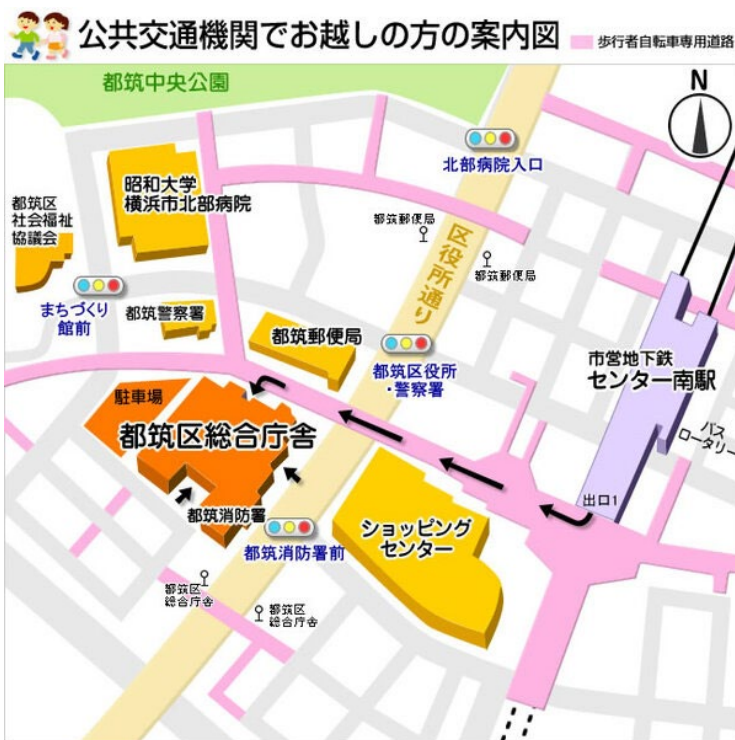 公共交通機関でお越しの方の案内図
歩行者自転車専用道路
都筑中央公園
N
北部病院入口
昭和大学
横浜市北部病院
都筑区
社会福祉
協議会
都筑郵便局
都筑郵便局
区役所通り
まちづくり
館前
都筑警察署
都筑郵便局
都筑区役所
・警察署
市営地下鉄
センター南駅
バス
ロータリー
駐車場
都筑区総合庁舎
出口1
都筑消防署
ショッピング
センター
都筑消防署前
都筑区
総合庁舎
都筑区
総合庁舎